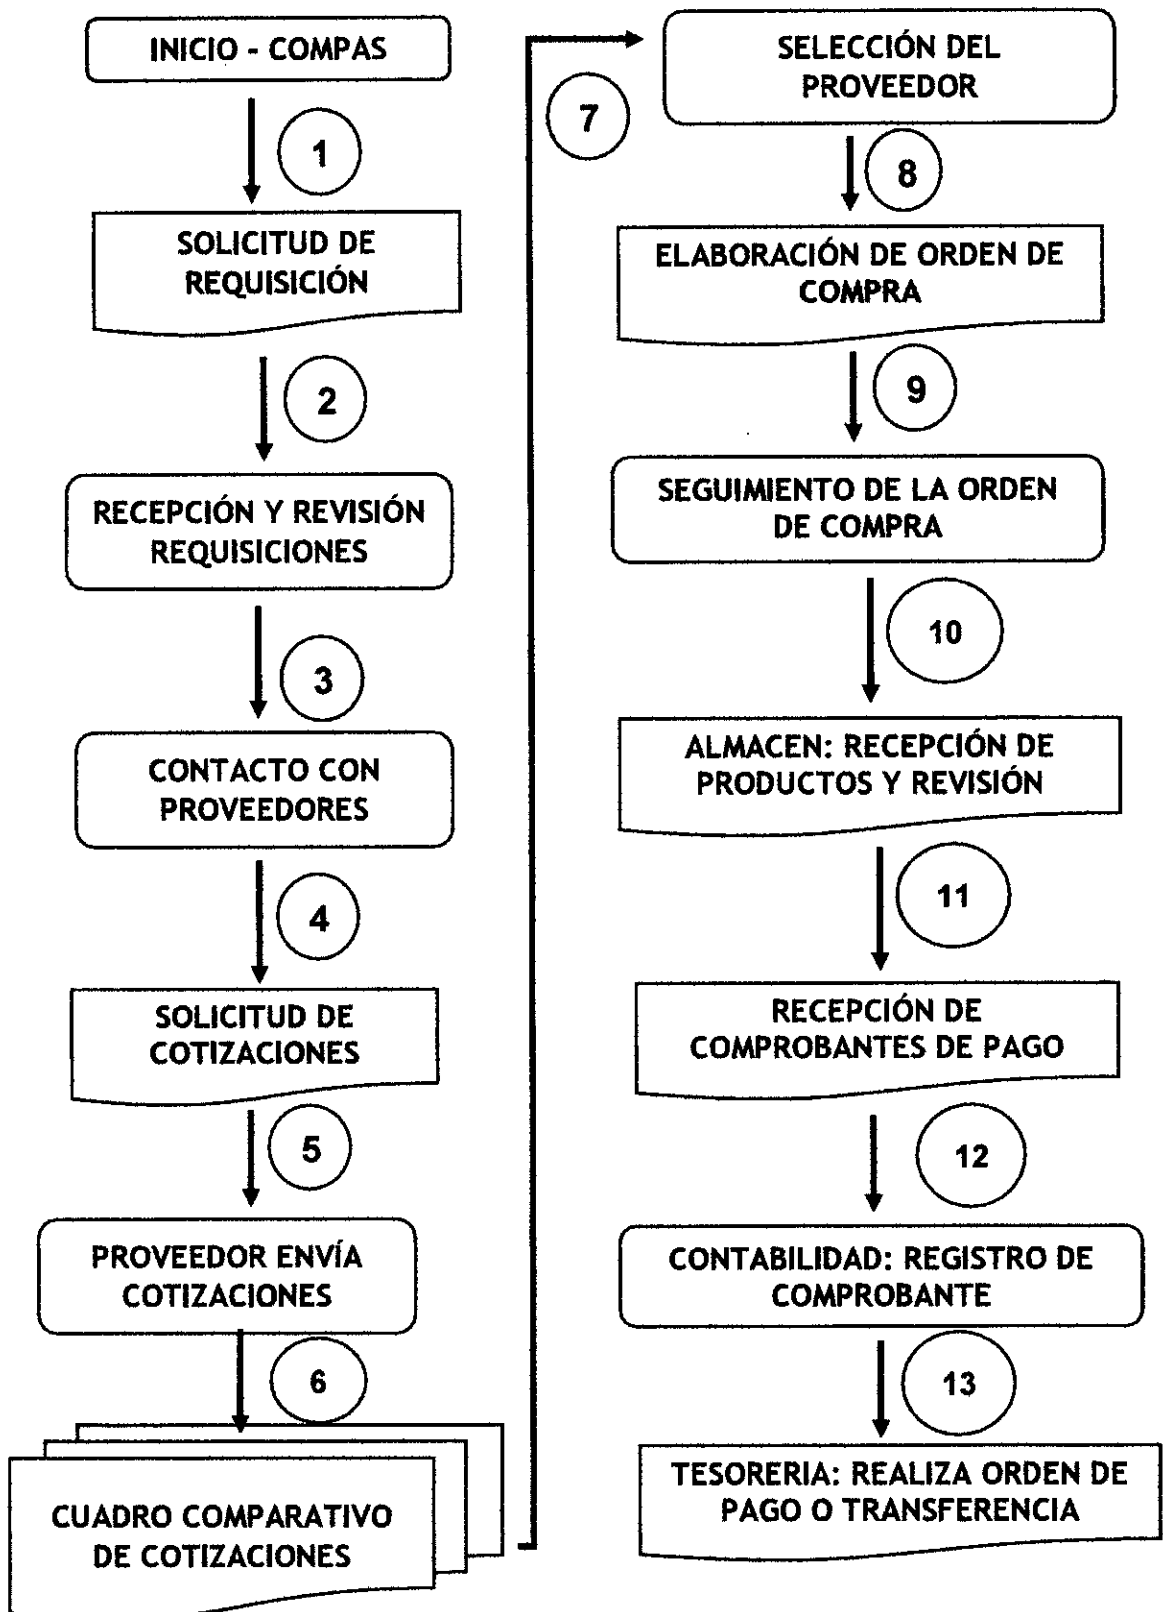 INICIO - COMPAS
1
SOLICITUD DE
REQUISICIÓN
2
RECEPCIÓN Y REVISIÓN
REQUISICIONES
3
CONTACTO CON
PROVEEDORES
4
SOLICITUD DE
COTIZACIONES
5
PROVEEDOR ENVÍA
COTIZACIONES
6
CUADRO COMPARATIVO
DE COTIZACIONES
7
SELECCIÓN DEL
PROVEEDOR
8
ELABORACIÓN DE ORDEN DE
COMPRA
9
SEGUIMIENTO DE LA ORDEN
DE COMPRA
10
ALMACEN: RECEPCIÓN DE
PRODUCTOS Y REVISIÓN
11
RECEPCIÓN DE
COMPROBANTES DE PAGO
12
CONTABILIDAD: REGISTRO DE
COMPROBANTE
13
TESORERIA: REALIZA ORDEN DE
PAGO O TRANSFERENCIA